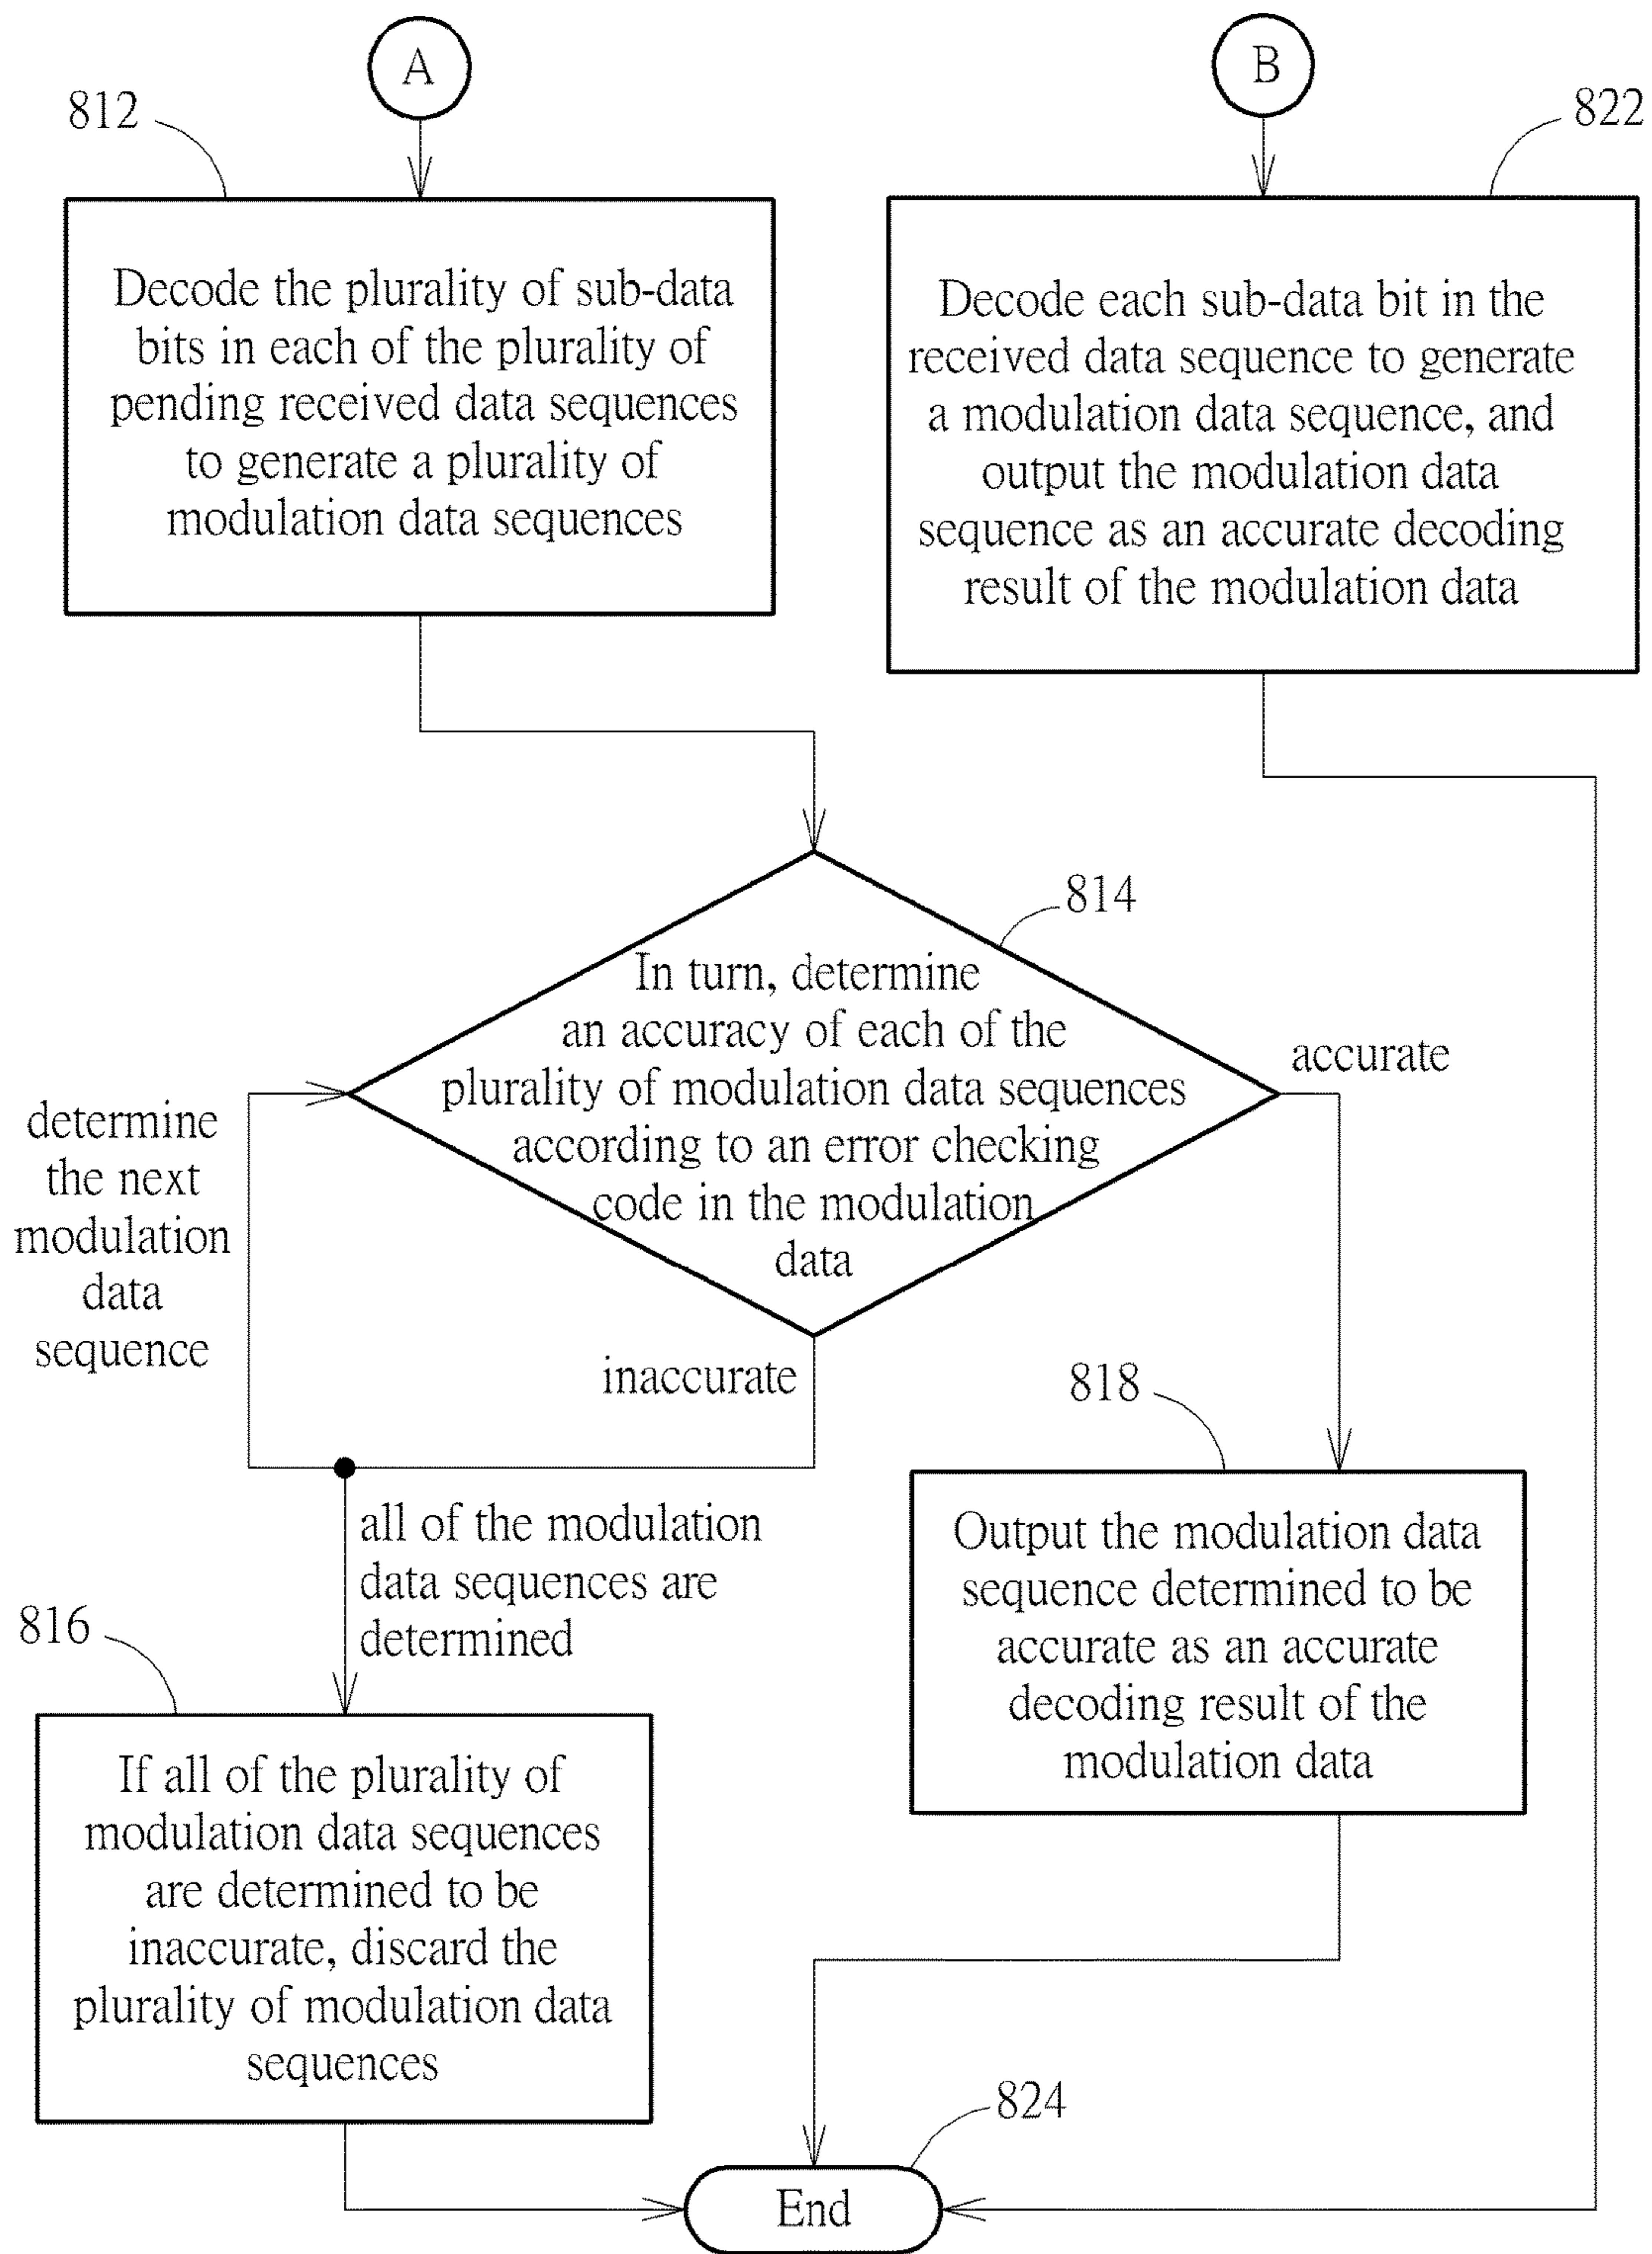 A
812
Decode the plurality of sub-data
bits in each of the plurality of
pending received data sequences
to generate a plurality of
modulation data sequences
B
822
Decode each sub-data bit in the
received data sequence to generate
a modulation data sequence, and
output the modulation data
sequence as an accurate decoding
result of the modulation data
814
In turn, determine
an accuracy of each of the
plurality of modulation data sequences
according to an error checking
code in the modulation
data
accurate
determine
the next
modulation
data
sequence
inaccurate
all of the modulation
data sequences are
determined
816
If all of the plurality of
modulation data sequences
are determined to be
inaccurate, discard the
plurality of modulation data
sequences
818
Output the modulation data
sequence determined to be
accurate as an accurate
decoding result of the
modulation data
824
End